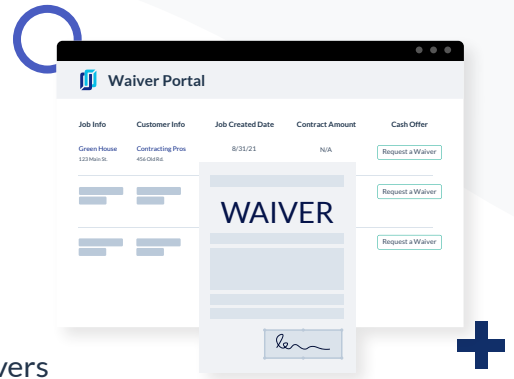 Waiver Portal
Job Info Customer Info Job Created Date Contract Amount Cash Offer
Green House Contracting Pros 8/31/21 N/A Request a Waiver
123 Main St. 456 Old Rd.
Request a Waiver
WAIVER
Request a Waiver
vers